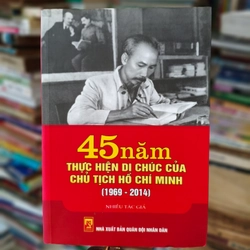 45 năm
THỰC HIỆN DI CHÚC CỦA
CHỦ TỊCH HỒ CHÍ MINH
(1969 - 2014)
NHIỀU TÁC GIẢ
NHÀ XUẤT BẢN QUÂN ĐỘI NHÂN DÂN